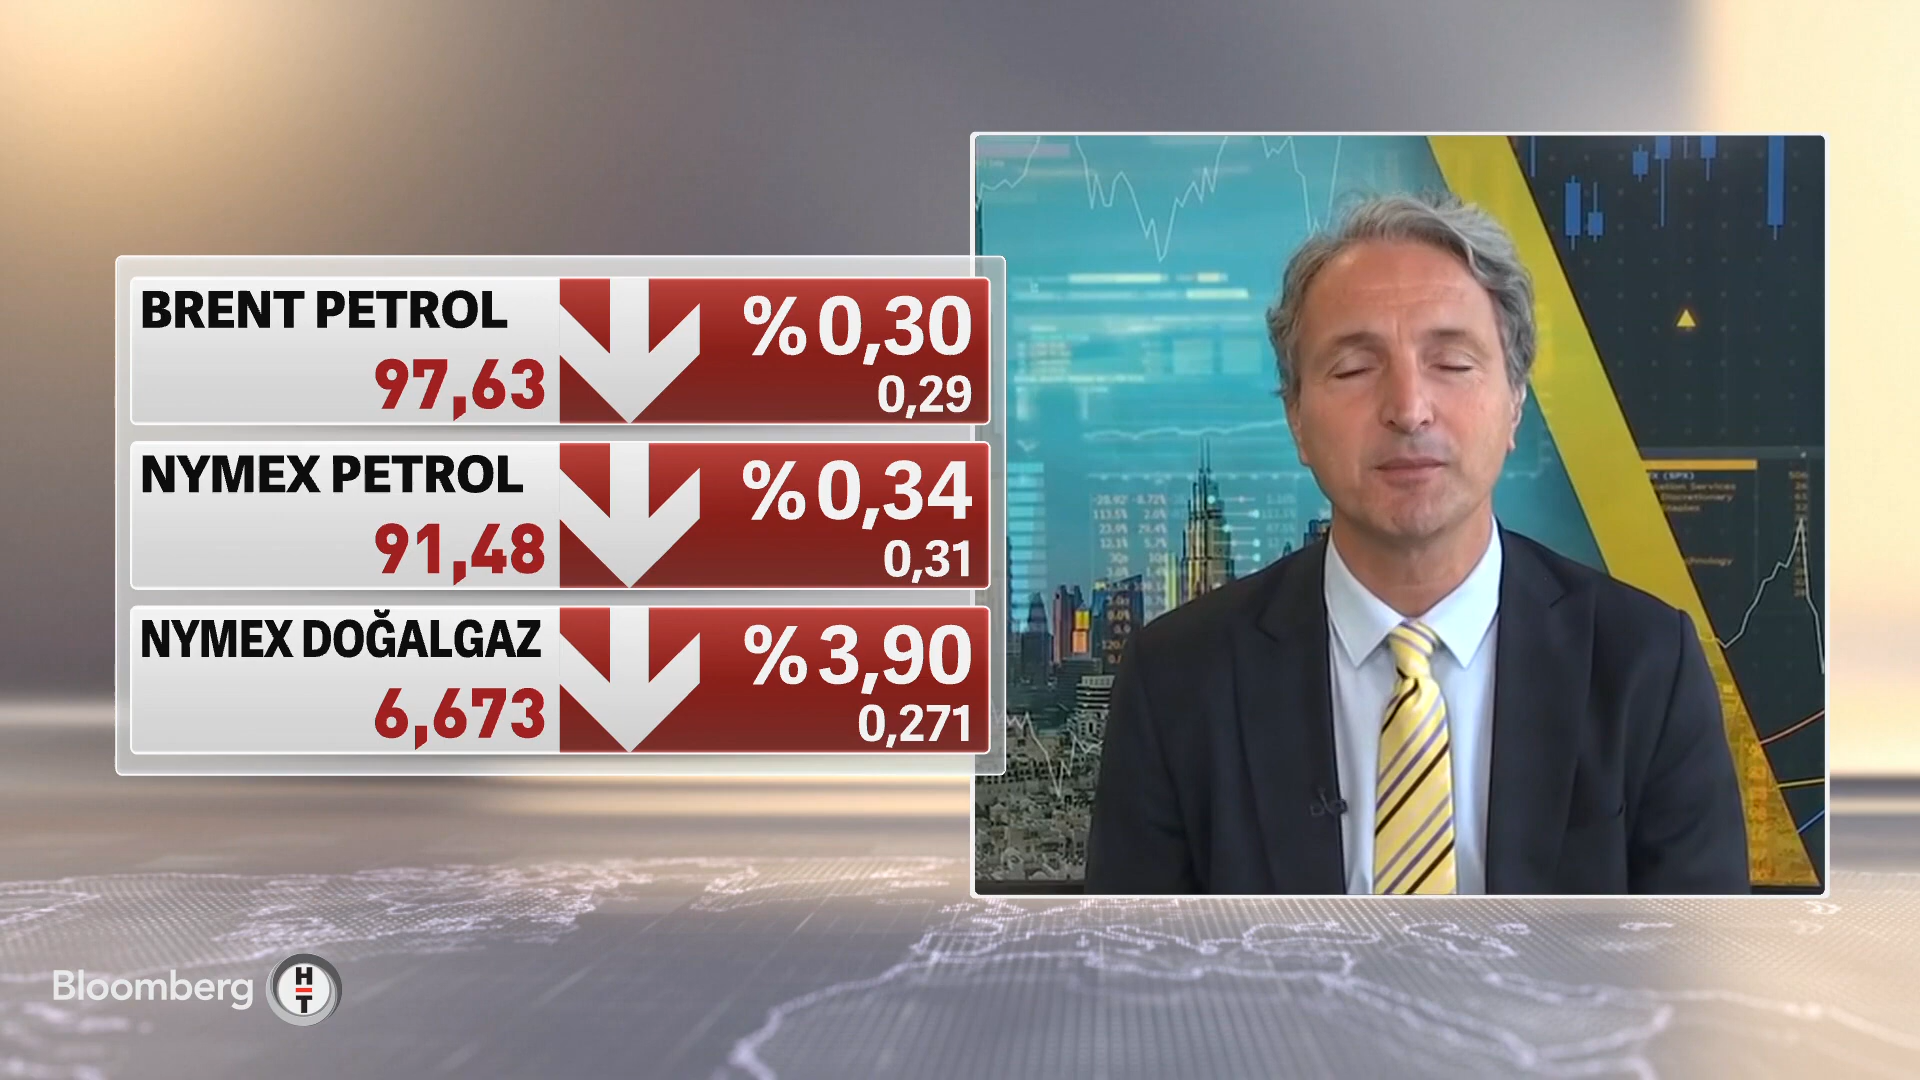 BRENT PETROL
97,63
%0,30
0,29
NYMEX PETROL
91,48
%0,34
0,31
NYMEX DOĞALGAZ
6,673
%3,90
0,271
Bloomberg HT